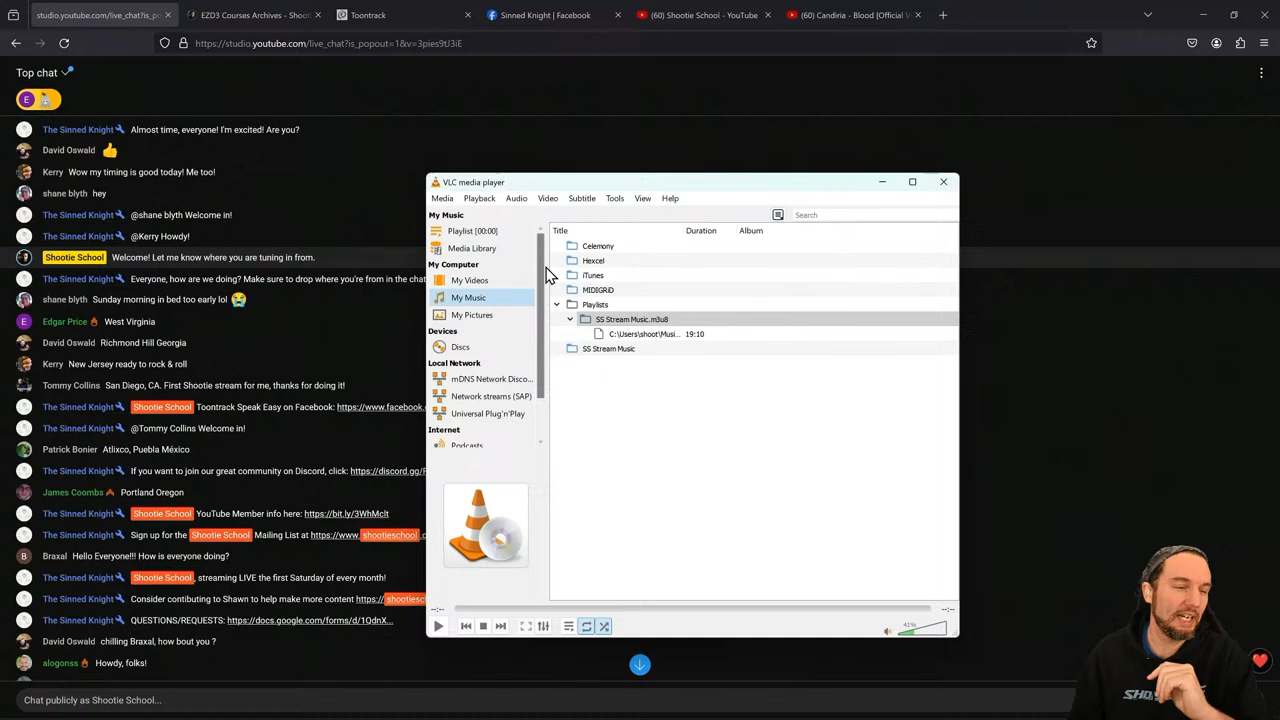 studio.youtube.com/live_chat?is_po
EZD3 Courses Archives - Shooti
Toontrack
Sinned Knight | Facebook
(60) Shootie School - YouTube
(60) Candiria - Blood [Official V
https://studio.youtube.com/live_chat?is_popout=1&v=3pies9tJ3iE
Top chat
E
The Sinned Knight Almost time, everyone! I'm excited! Are you?
David Oswald 👍
Kerry Wow my timing is good today! Me too!
shane blyth hey
The Sinned Knight @shane blyth Welcome in!
The Sinned Knight @Kerry Howdy!
Shootie School Welcome! Let me know where you are tuning in from.
The Sinned Knight Everyone, how are we doing? Make sure to drop where you're from in the chat
shane blyth Sunday morning in bed too early lol 😭
Edgar Price West Virginia
David Oswald Richmond Hill Georgia
Kerry New Jersey ready to rock & roll
Tommy Collins San Diego, CA. First Shootie stream for me, thanks for doing it!
The Sinned Knight Shootie School Toontrack Speak Easy on Facebook: https://www.facebook.
The Sinned Knight @Tommy Collins Welcome in!
Patrick Bonier Atlixco, Puebla México
The Sinned Knight If you want to join our great community on Discord, click: https://discord.gg/F
James Coombs Portland Oregon
The Sinned Knight Shootie School YouTube Member info here: https://bit.ly/3WhMclt
The Sinned Knight Sign up for the Shootie School Mailing List at https://www. shootieschool .c
B Braxal Hello Everyone!!! How is everyone doing?
The Sinned Knight Shootie School , streaming LIVE the first Saturday of every month!
The Sinned Knight Consider contibuting to Shawn to help make more content https:// shooties
The Sinned Knight QUESTIONS/REQUESTS: https://docs.google.com/forms/d/1QdnX...
David Oswald chilling Braxal, how bout you ?
alogonss Howdy, folks!
Chat publicly as Shootie School...
VLC media player
Media Playback Audio Video Subtitle Tools View Help
My Music
Search
Playlist [00:00]
Media Library
My Computer
My Videos
My Music
My Pictures
Devices
Discs
Local Network
mDNS Network Disco...
Network streams (SAP)
Universal Plug'n'Play
Internet
Podcasts
Title Duration Album
Celemony
Hexcel
iTunes
MIDIGRiD
Playlists
SS Stream Music.m3u8
C:\Users\shoot\Musi... 19:10
SS Stream Music
--:-- --:--
41%